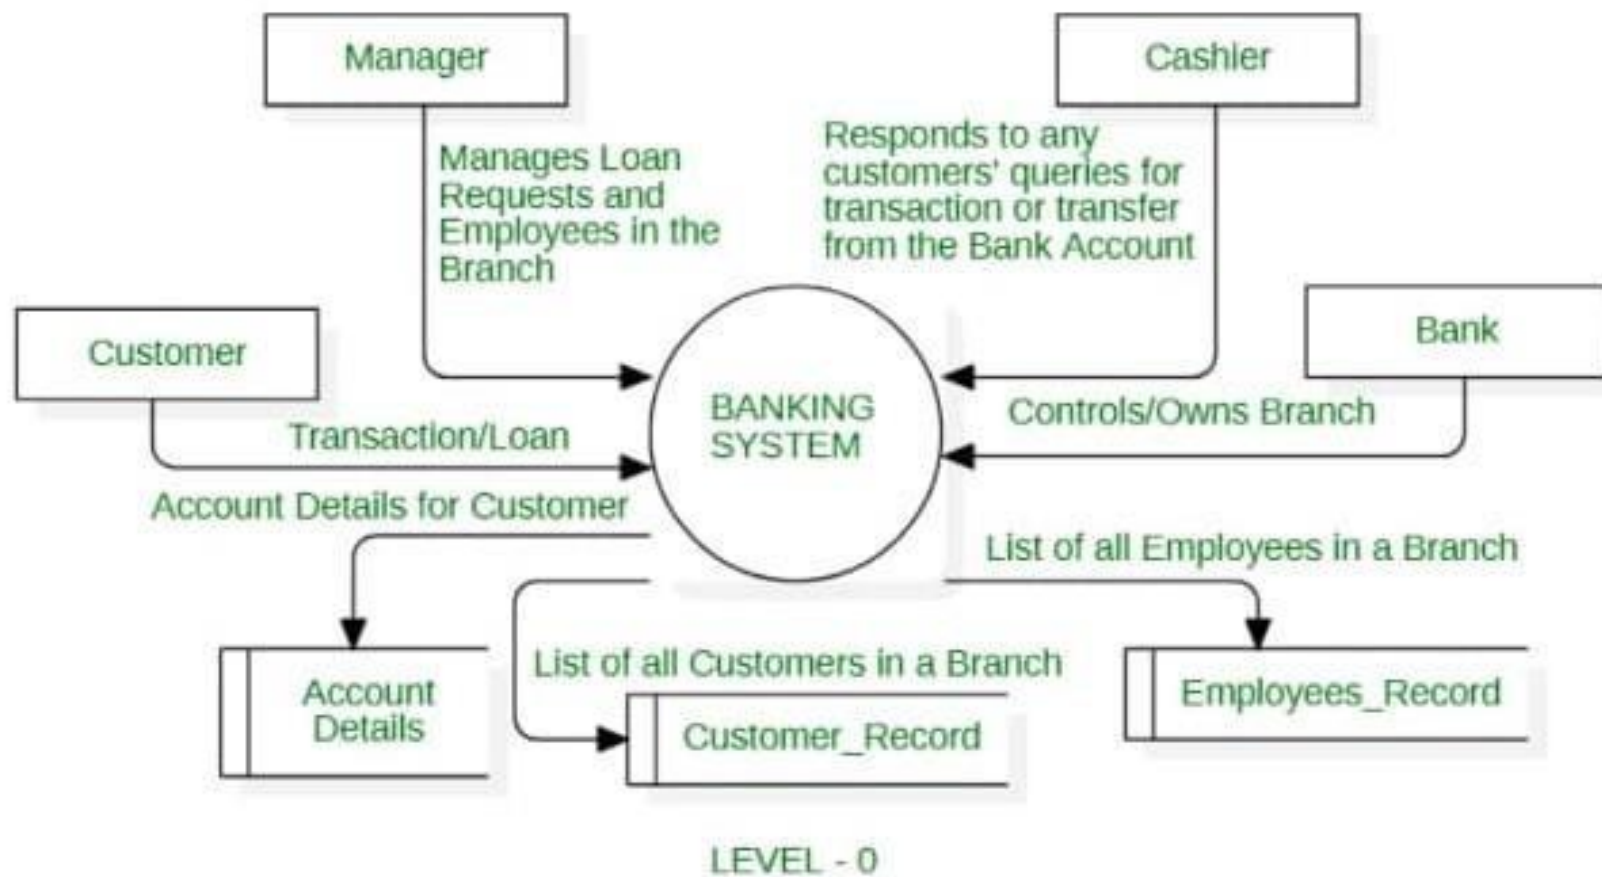 Manager
Cashier
Manages Loan
Requests and
Employees in the
Branch
Responds to any
customers' queries for
transaction or transfer
from the Bank Account
Customer
Bank
BANKING
SYSTEM
Transaction/Loan
Controls/Owns Branch
Account Details for Customer
List of all Employees in a Branch
List of all Customers in a Branch
Account
Details
Customer_Record
Employees_Record
LEVEL - 0